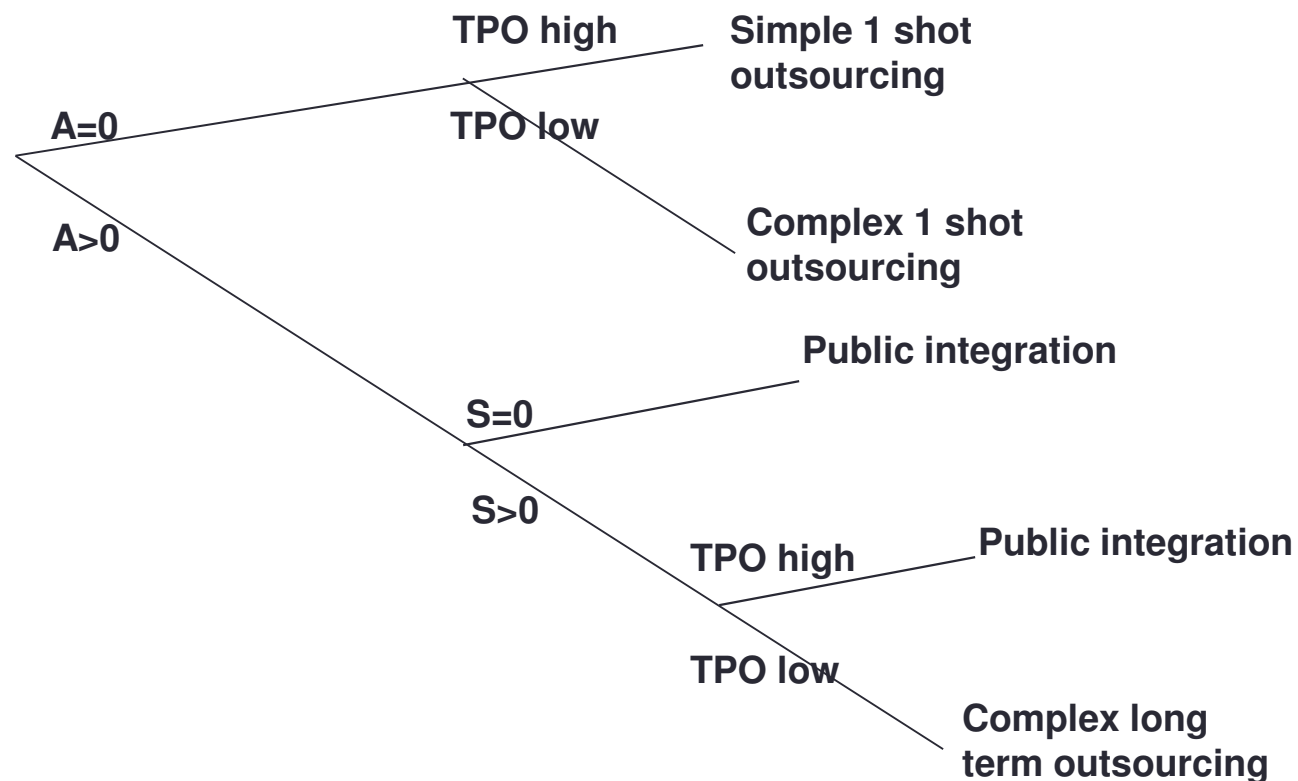 TPO high
Simple 1 shot
outsourcing
A=0
TPO low
A>0
Complex 1 shot
outsourcing
Public integration
S=0
S>0
TPO high
Public integration
TPO low
Complex long
term outsourcing